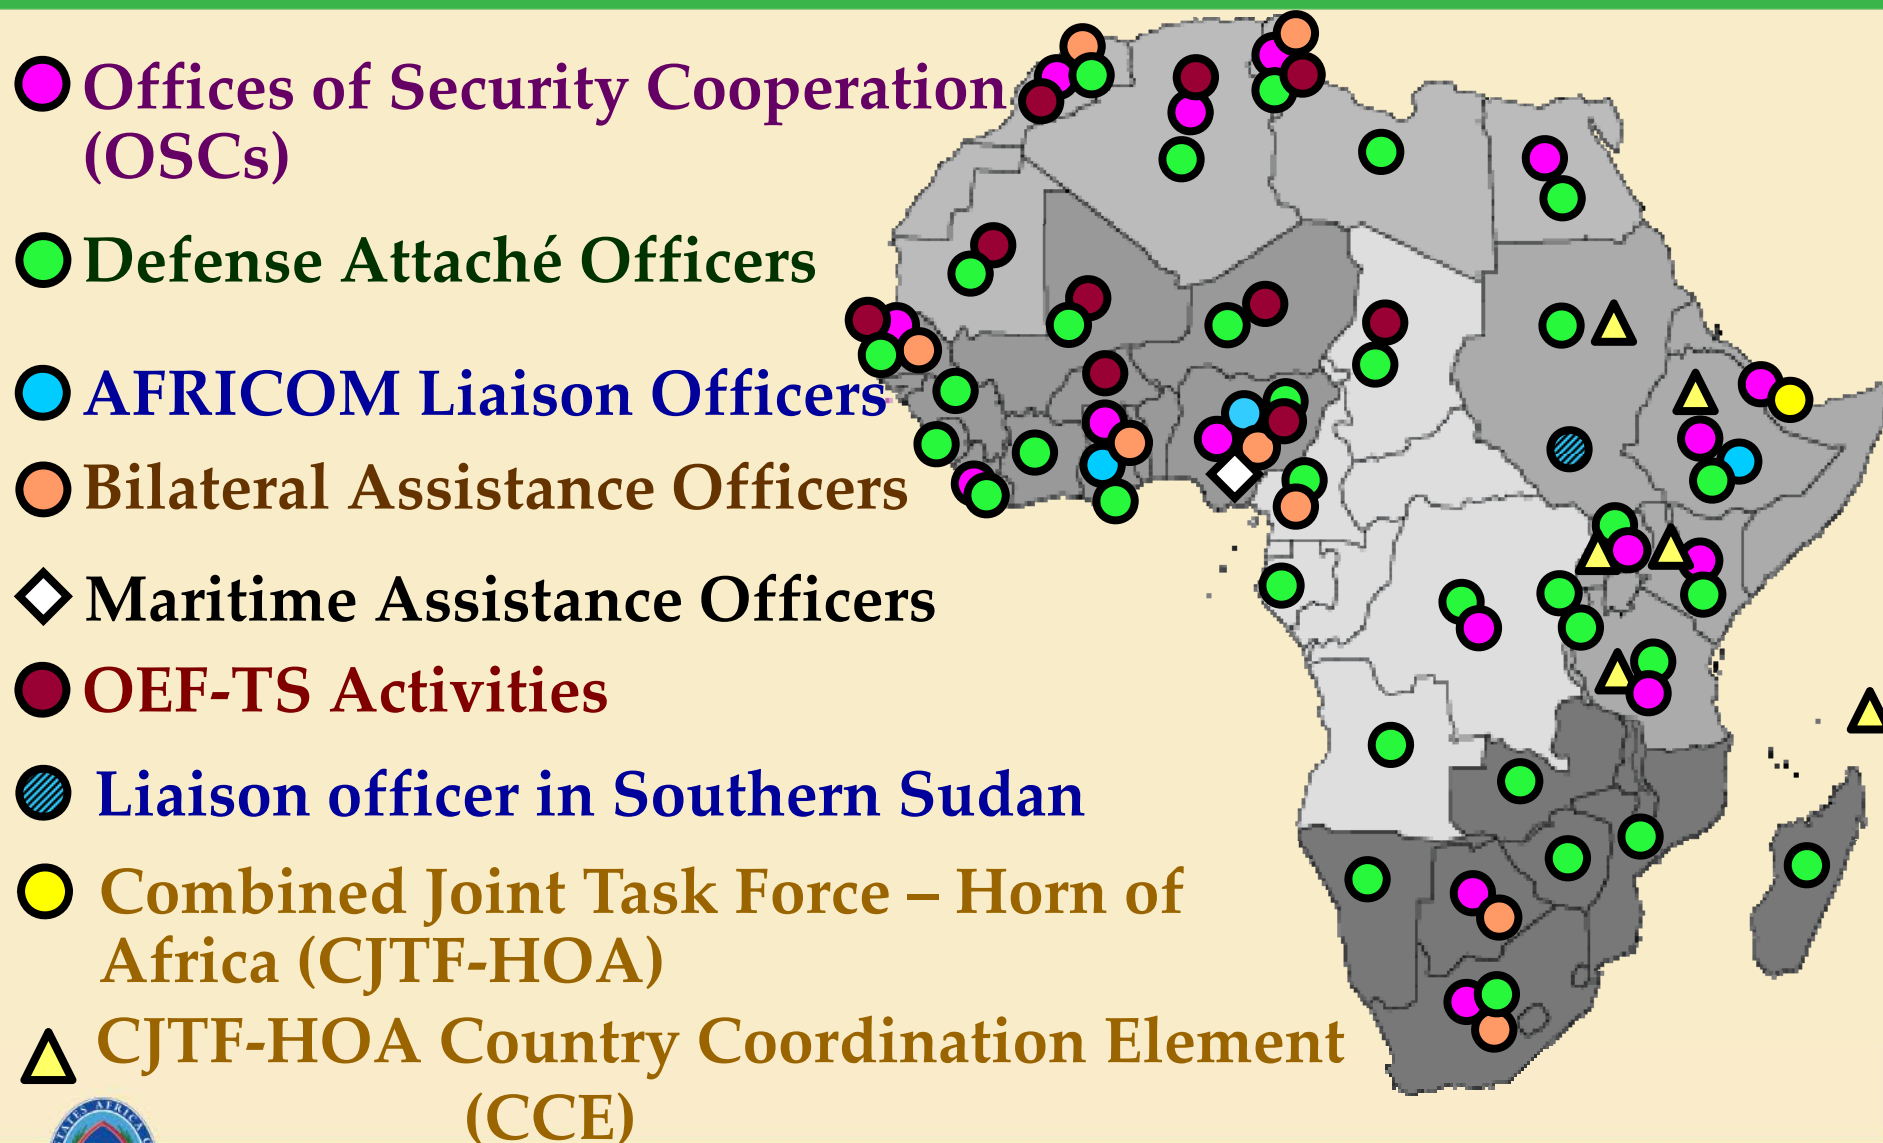 Offices of Security Cooperation
(OSCs)
Defense Attaché Officers
AFRICOM Liaison Officers
Bilateral Assistance Officers
Maritime Assistance Officers
OEF-TS Activities
Liaison officer in Southern Sudan
Combined Joint Task Force – Horn of
Africa (CJTF-HOA)
CJTF-HOA Country Coordination Element
(CCE)
STATES AFRICA C